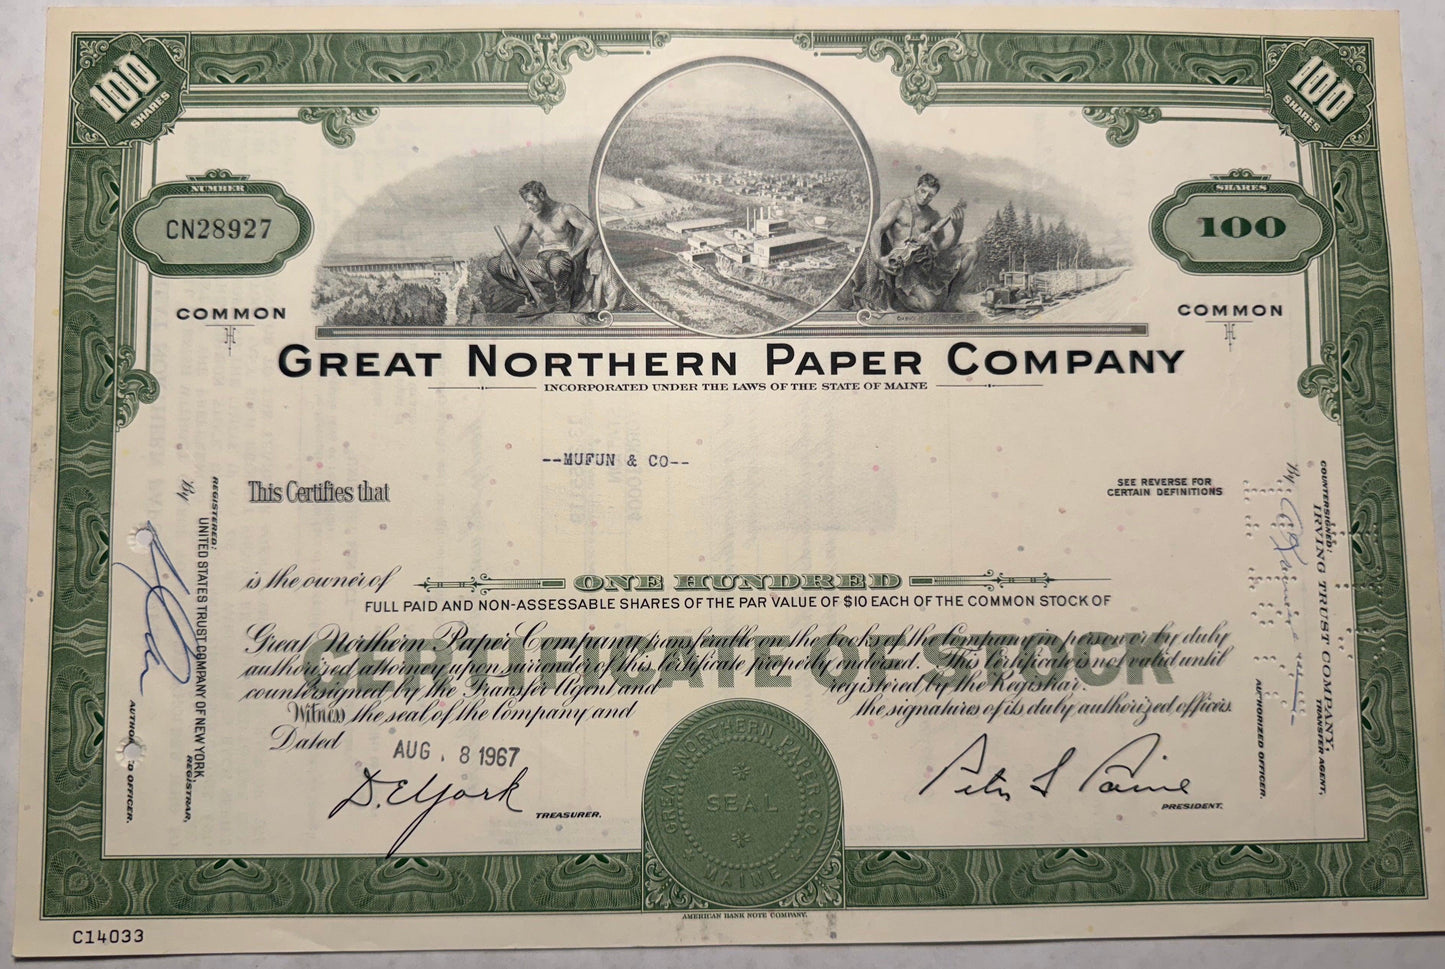 100
SHARES
100
SHARES
NUMBER
CN28927
SHARES
100
COMMON
COMMON
GREAT NORTHERN PAPER COMPANY
INCORPORATED UNDER THE LAWS OF THE STATE OF MAINE
--MUFUN & CO--
This Certifies that
SEE REVERSE FOR
CERTAIN DEFINITIONS
is the owner of ONE HUNDRED
FULL PAID AND NON-ASSESSABLE SHARES OF THE PAR VALUE OF $10 EACH OF THE COMMON STOCK OF
CERTIFICATE OF STOCK
Great Northern Paper Company transferable on the books of the Company in person or by duly
authorized attorney upon surrender of this Certificate properly endorsed. This Certificate is not valid until
countersigned by the Transfer Agent and registered by the Registrar.
Witness the seal of the Company and the signatures of its duly authorized officers.
Dated
AUG. 8 1967
D.E. York
TREASURER.
Peter S Paine
PRESIDENT.
GREAT NORTHERN PAPER CO.
SEAL
MAINE
AMERICAN BANK NOTE COMPANY.
C14033
REGISTERED:
UNITED STATES TRUST COMPANY OF NEW YORK,
REGISTRAR,
By
AUTHOR D OFFICER.
COUNTERSIGNED:
IRVING TRUST COMPANY,
TRANSFER AGENT,
By
AUTHORIZED OFFICER.